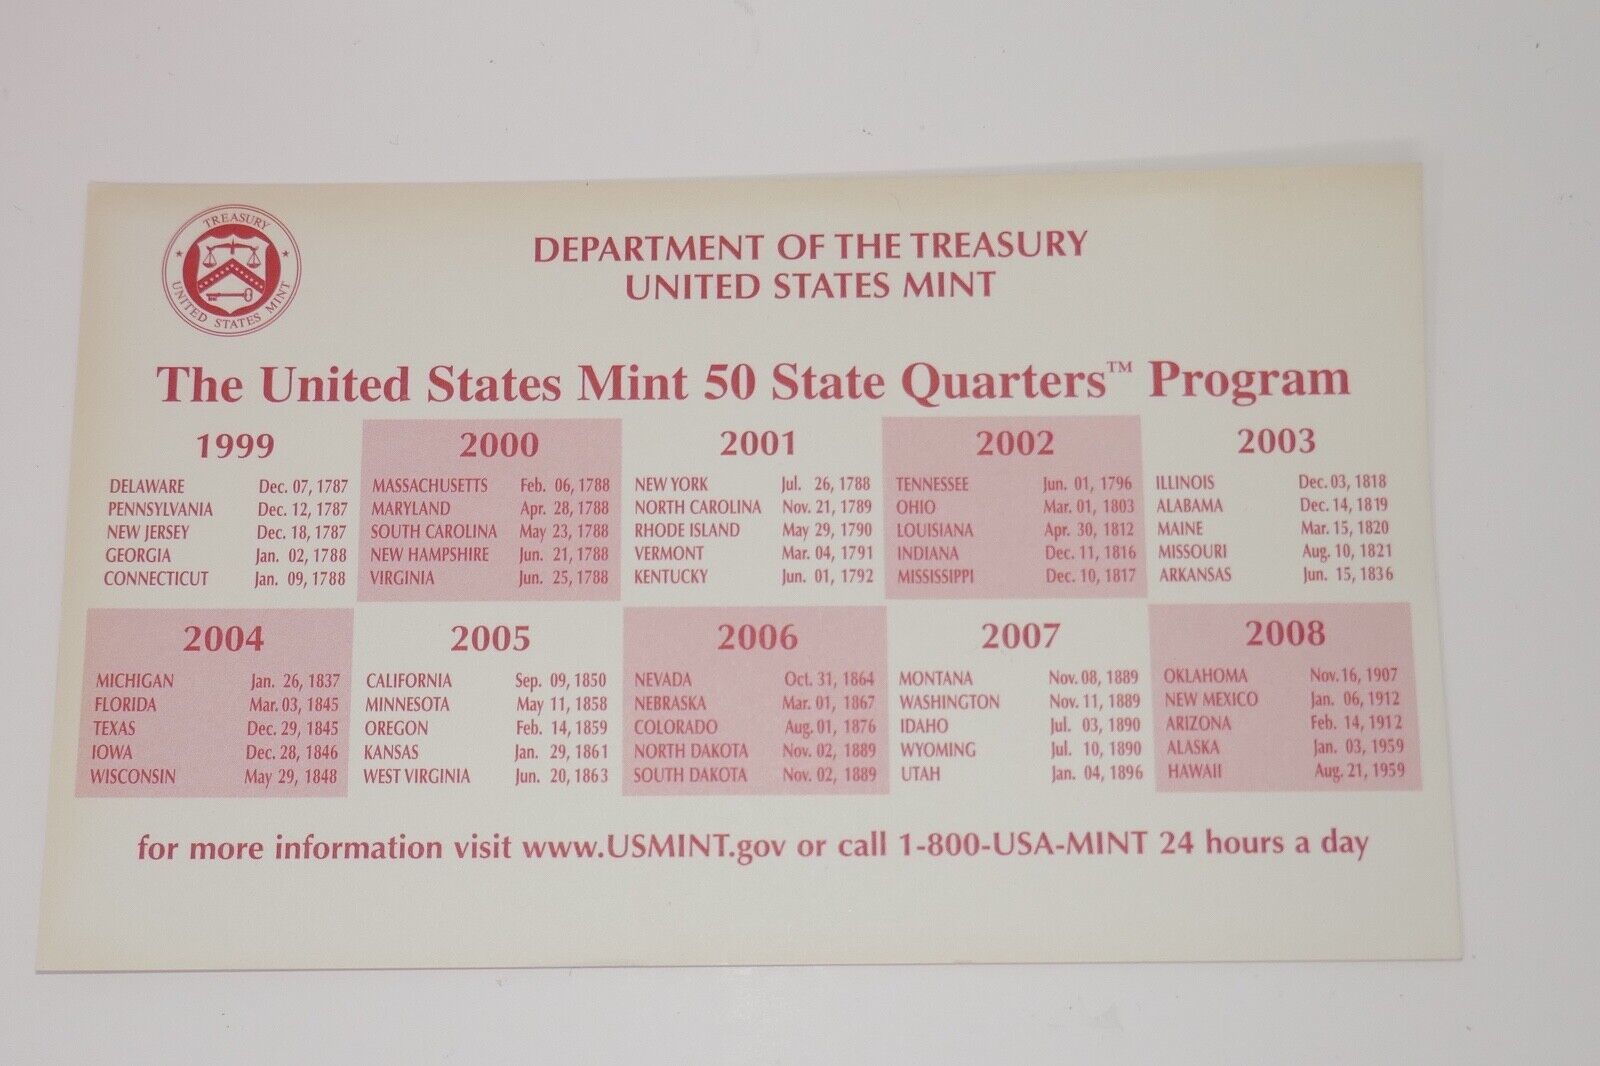 TREASURY
UNITED STATES MINT
DEPARTMENT OF THE TREASURY
UNITED STATES MINT
The United States Mint 50 State Quarters™ Program
1999
DELAWARE Dec. 07, 1787
PENNSYLVANIA Dec. 12, 1787
NEW JERSEY Dec. 18, 1787
GEORGIA Jan. 02, 1788
CONNECTICUT Jan. 09, 1788
2000
MASSACHUSETTS Feb. 06, 1788
MARYLAND Apr. 28, 1788
SOUTH CAROLINA May 23, 1788
NEW HAMPSHIRE Jun. 21, 1788
VIRGINIA Jun. 25, 1788
2001
NEW YORK Jul. 26, 1788
NORTH CAROLINA Nov. 21, 1789
RHODE ISLAND May 29, 1790
VERMONT Mar. 04, 1791
KENTUCKY Jun. 01, 1792
2002
TENNESSEE Jun. 01, 1796
OHIO Mar. 01, 1803
LOUISIANA Apr. 30, 1812
INDIANA Dec. 11, 1816
MISSISSIPPI Dec. 10, 1817
2003
ILLINOIS Dec. 03, 1818
ALABAMA Dec. 14, 1819
MAINE Mar. 15, 1820
MISSOURI Aug. 10, 1821
ARKANSAS Jun. 15, 1836
2004
MICHIGAN Jan. 26, 1837
FLORIDA Mar. 03, 1845
TEXAS Dec. 29, 1845
IOWA Dec. 28, 1846
WISCONSIN May 29, 1848
2005
CALIFORNIA Sep. 09, 1850
MINNESOTA May 11, 1858
OREGON Feb. 14, 1859
KANSAS Jan. 29, 1861
WEST VIRGINIA Jun. 20, 1863
2006
NEVADA Oct. 31, 1864
NEBRASKA Mar. 01, 1867
COLORADO Aug. 01, 1876
NORTH DAKOTA Nov. 02, 1889
SOUTH DAKOTA Nov. 02, 1889
2007
MONTANA Nov. 08, 1889
WASHINGTON Nov. 11, 1889
IDAHO Jul. 03, 1890
WYOMING Jul. 10, 1890
UTAH Jan. 04, 1896
2008
OKLAHOMA Nov. 16, 1907
NEW MEXICO Jan. 06, 1912
ARIZONA Feb. 14, 1912
ALASKA Jan. 03, 1959
HAWAII Aug. 21, 1959
for more information visit www.USMINT.gov or call 1-800-USA-MINT 24 hours a day